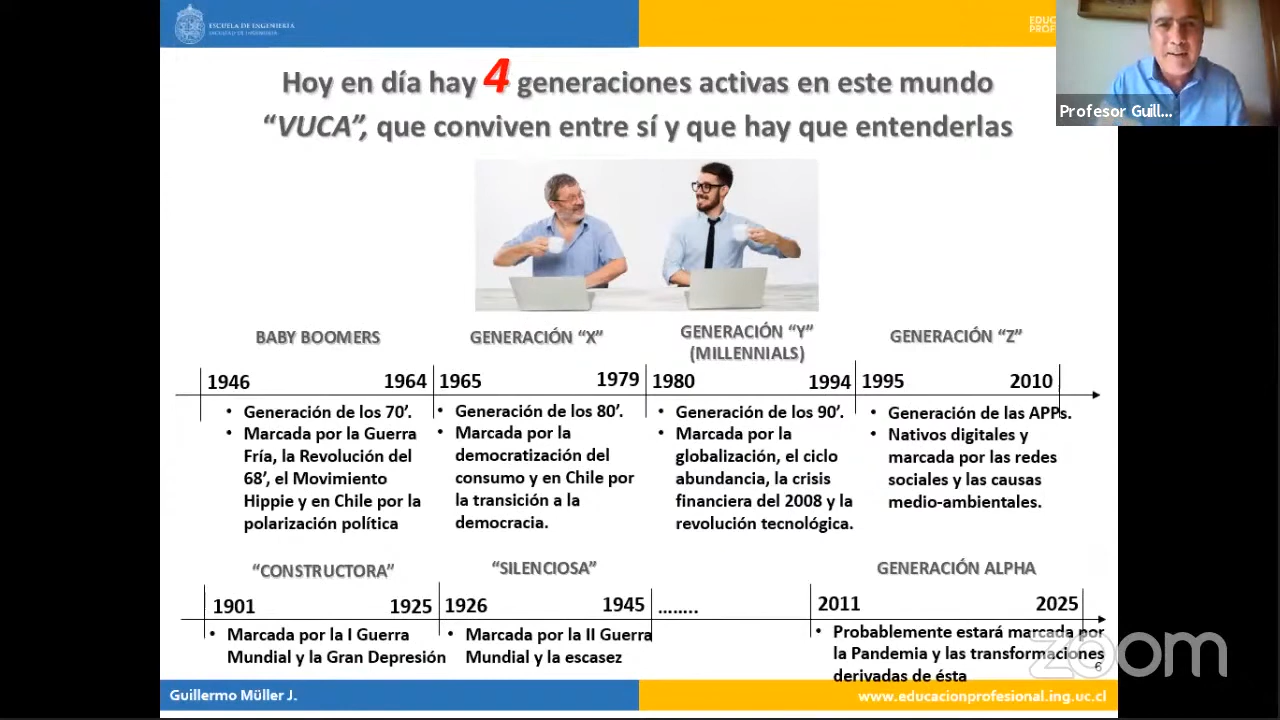 ESCUELA DE INGENIERÍA
FACULTAD DE INGENIERÍA
EDUC
PROF
Profesor Guill...
Hoy en día hay 4 generaciones activas en este mundo
“VUCA”, que conviven entre sí y que hay que entenderlas
BABY BOOMERS
1946 1964
• Generación de los 70’.
• Marcada por la Guerra
Fría, la Revolución del
68’, el Movimiento
Hippie y en Chile por la
polarización política
GENERACIÓN “X”
1965 1979
• Generación de los 80’.
• Marcada por la
democratización del
consumo y en Chile por
la transición a la
democracia.
GENERACIÓN “Y”
(MILLENNIALS)
1980 1994
• Generación de los 90’.
• Marcada por la
globalización, el ciclo
abundancia, la crisis
financiera del 2008 y la
revolución tecnológica.
GENERACIÓN “Z”
1995 2010
• Generación de las APPs.
• Nativos digitales y
marcada por las redes
sociales y las causas
medio-ambientales.
“CONSTRUCTORA”
1901 1925
• Marcada por la I Guerra
Mundial y la Gran Depresión
“SILENCIOSA”
1926 1945
• Marcada por la II Guerra
Mundial y la escasez
........
GENERACIÓN ALPHA
2011 2025
• Probablemente estará marcada por
la Pandemia y las transformaciones
derivadas de ésta
zoom
6
Guillermo Müller J.
www.educacionprofesional.ing.uc.cl